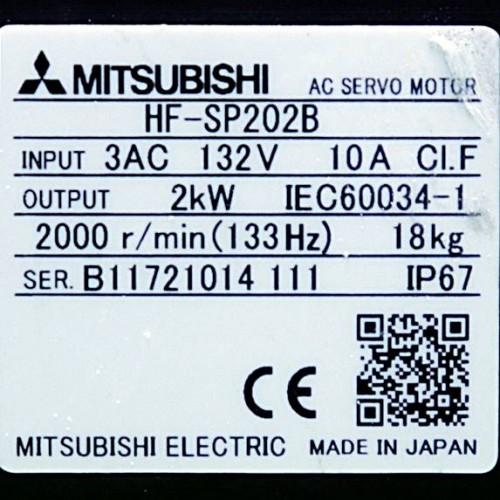 MITSUBISHI AC SERVO MOTOR
HF-SP202B
INPUT 3AC 132V 10A Cl.F
OUTPUT 2kW IEC60034-1
2000 r/min(133Hz) 18kg
SER. B11721014 111 IP67
CE
MITSUBISHI ELECTRIC MADE IN JAPAN